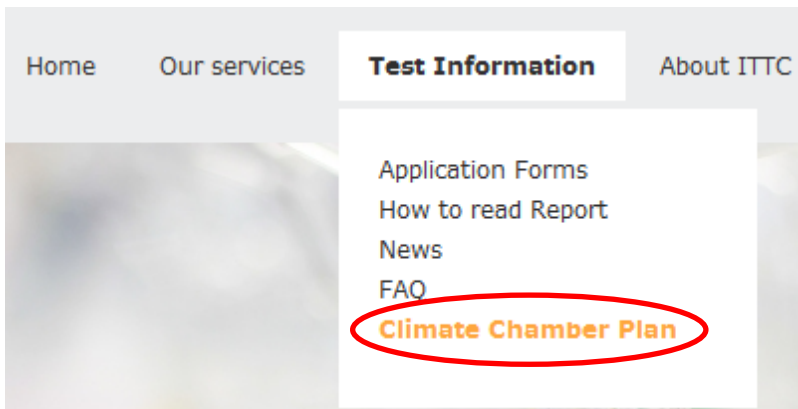 Home Our services Test Information About ITTC
Application Forms
How to read Report
News
FAQ
Climate Chamber Plan